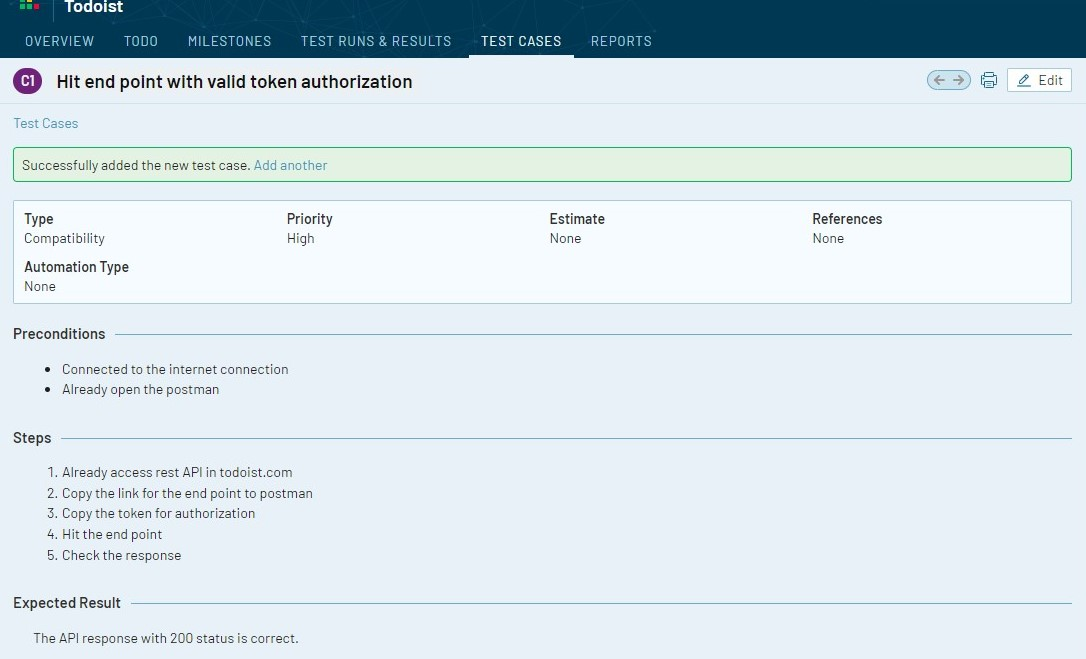 Todoist
OVERVIEW TODO MILESTONES TEST RUNS & RESULTS TEST CASES REPORTS
C1 Hit end point with valid token authorization Edit
Test Cases
Successfully added the new test case. Add another
Type Priority Estimate References
Compatibility High None None
Automation Type
None
Preconditions
• Connected to the internet connection
• Already open the postman
Steps
1. Already access rest API in todoist.com
2. Copy the link for the end point to postman
3. Copy the token for authorization
4. Hit the end point
5. Check the response
Expected Result
The API response with 200 status is correct.